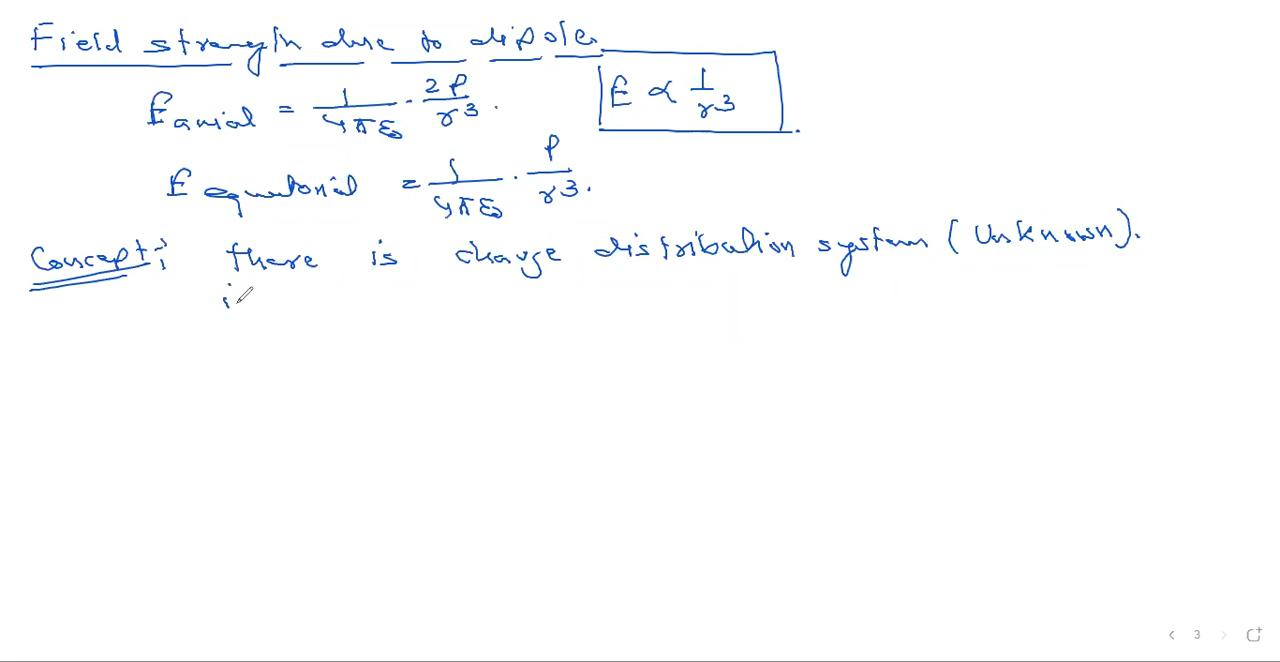 Field strength due to dipole.
E axial = 1/4πε0 · 2P/r³.
E ∝ 1/r³
E equatorial = 1/4πε0 · P/r³.
Concept: there is charge distribution system (Unknown).
i
3